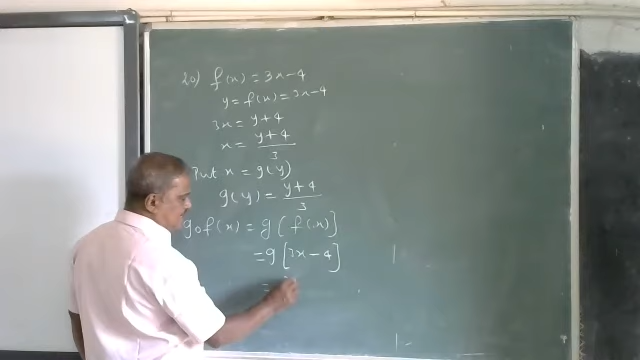 20) f(x) = 3x-4
y = f(x) = 3x-4
3x = y+4
x = y+4/3
Put x = g(y)
g(y) = y+4/3
gof(x) = g[f(x)]
= g[3x-4]
=